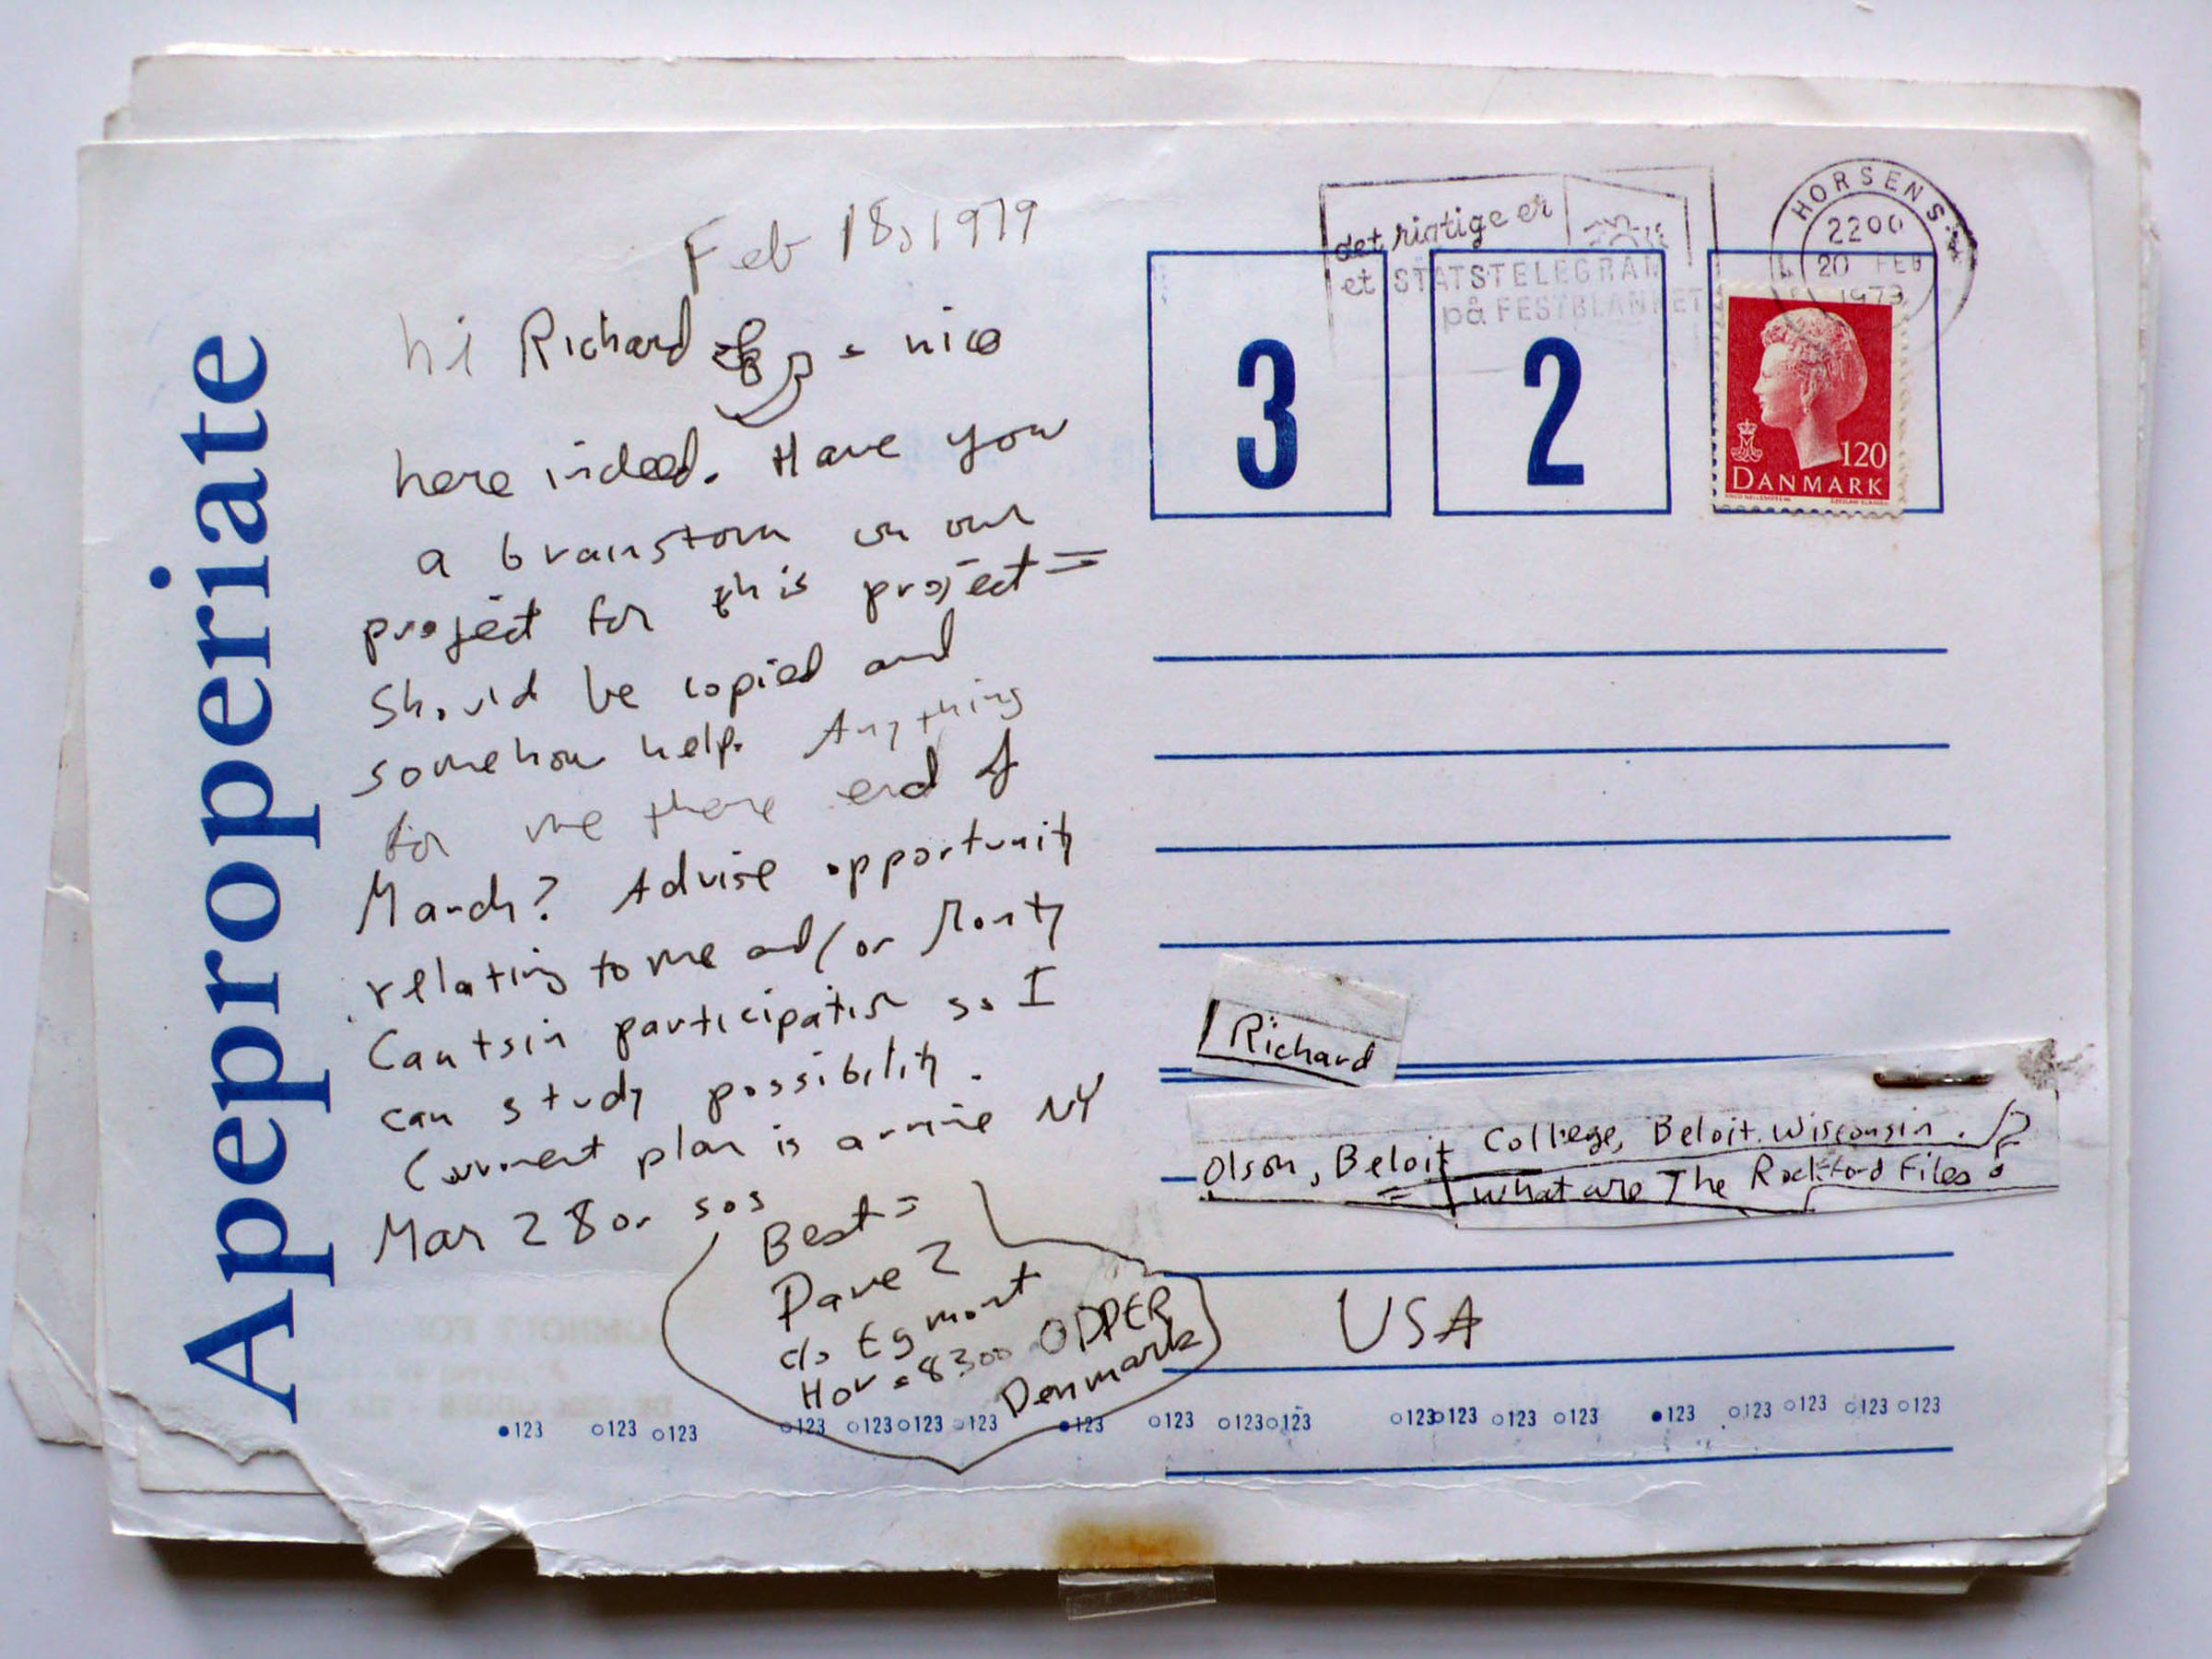 Apeproperiate
Feb 18, 1979
hi Richard = nice
here indeed. Have you
a brainstorm on our
project for this project =
Should be copied and
somehow help. Anything
for me there end of
March? Advise opportunity
relating to me and/or Monty
Cantsin participation so I
can study possibility.
Current plan is arrive NY
Mar 28 or sos
Best =
Dave Z
c/o Egmont
Hov = 8300 ODDER
Denmark
det rigtige er
et STATSTELEGRAM
på FESTBLANKET
HORSENS
20 FEB
1979
3
2
120
DANMARK
Richard
Olson, Beloit College, Beloit. Wisconsin.
= What are The Rockford Files?
USA
●123 ○123 ○123 ○123 ○123○123 ○123 ●123 ○123 ○123○123 ○123○123 ○123 ○123 ●123 ○123 ○123 ○123 ○123